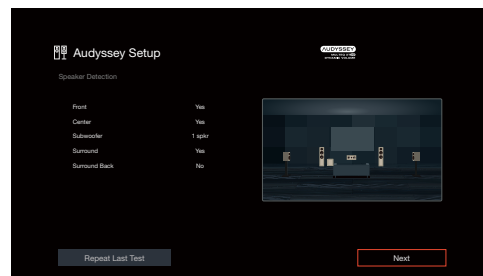 Audyssey Setup
AUDYSSEY
Speaker Detection
Front Yes
Center Yes
Subwoofer 1 spkr
Surround Yes
Surround Back No
Repeat Last Test
Next